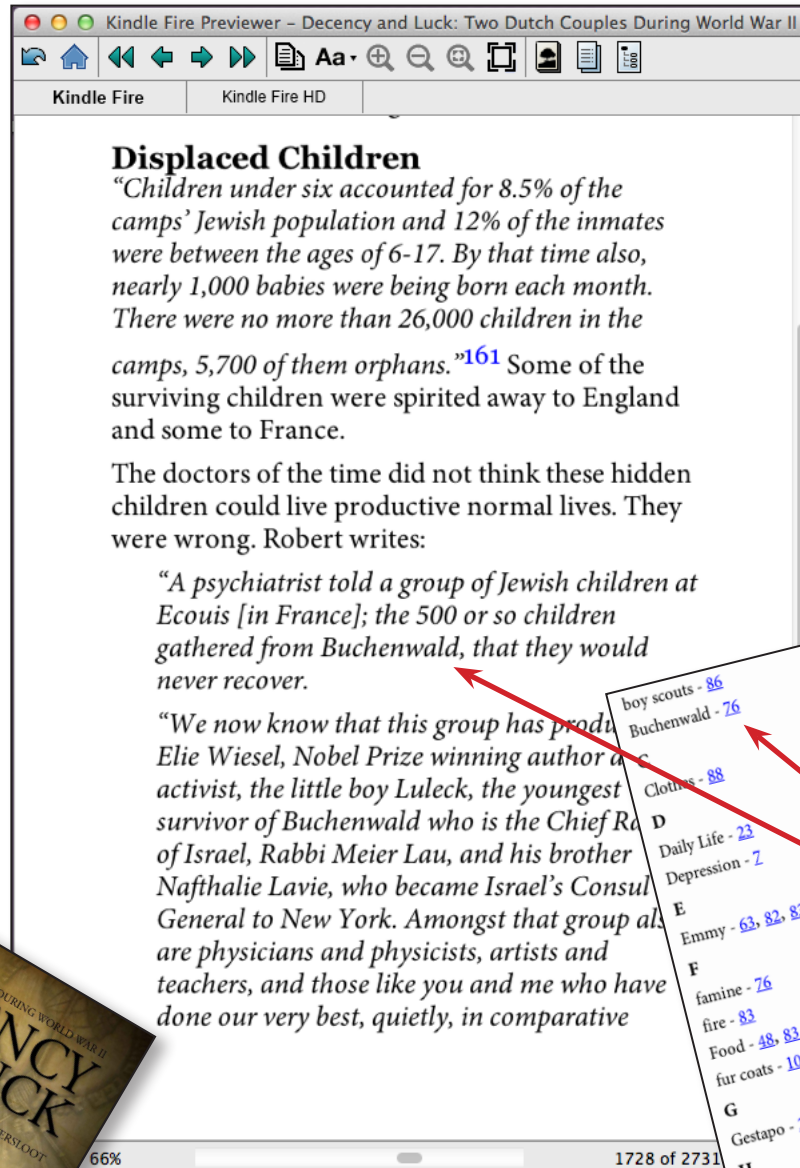 Kindle Fire Previewer – Decency and Luck: Two Dutch Couples During World War II
Aa
Kindle Fire
Kindle Fire HD
Displaced Children
“Children under six accounted for 8.5% of the
camps’ Jewish population and 12% of the inmates
were between the ages of 6-17. By that time also,
nearly 1,000 babies were being born each month.
There were no more than 26,000 children in the
camps, 5,700 of them orphans.”161 Some of the
surviving children were spirited away to England
and some to France.
The doctors of the time did not think these hidden
children could live productive normal lives. They
were wrong. Robert writes:
“A psychiatrist told a group of Jewish children at
Ecouis [in France]; the 500 or so children
gathered from Buchenwald, that they would
never recover.
“We now know that this group has produ
Elie Wiesel, Nobel Prize winning author a
activist, the little boy Luleck, the youngest
survivor of Buchenwald who is the Chief Ra
of Israel, Rabbi Meier Lau, and his brother
Nafthalie Lavie, who became Israel’s Consul
General to New York. Amongst that group als
are physicians and physicists, artists and
teachers, and those like you and me who have
done our very best, quietly, in comparative
66%
1728 of 2731
boy scouts - 86
Buchenwald - 76
C
Clothes - 88
D
Daily Life - 23
Depression - 7
E
Emmy - 63, 82, 83
F
famine - 76
fire - 83
Food - 48, 83
fur coats - 10
G
Gestapo -
DURING WORLD WAR II
NCY
CK
ERSLOOT